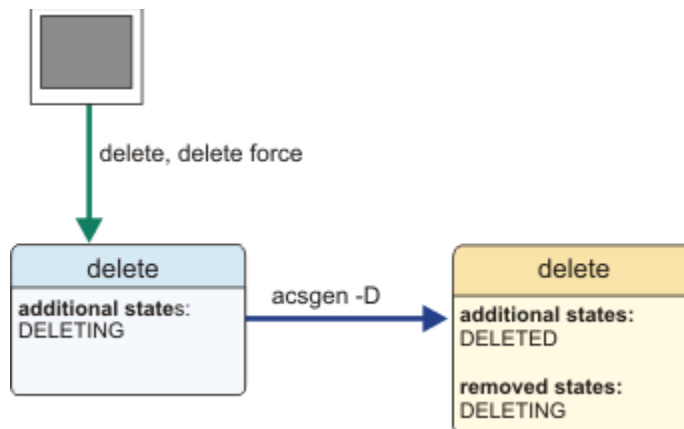 delete, delete force
delete
additional states:
DELETING
acsgen -D
delete
additional states:
DELETED
removed states:
DELETING